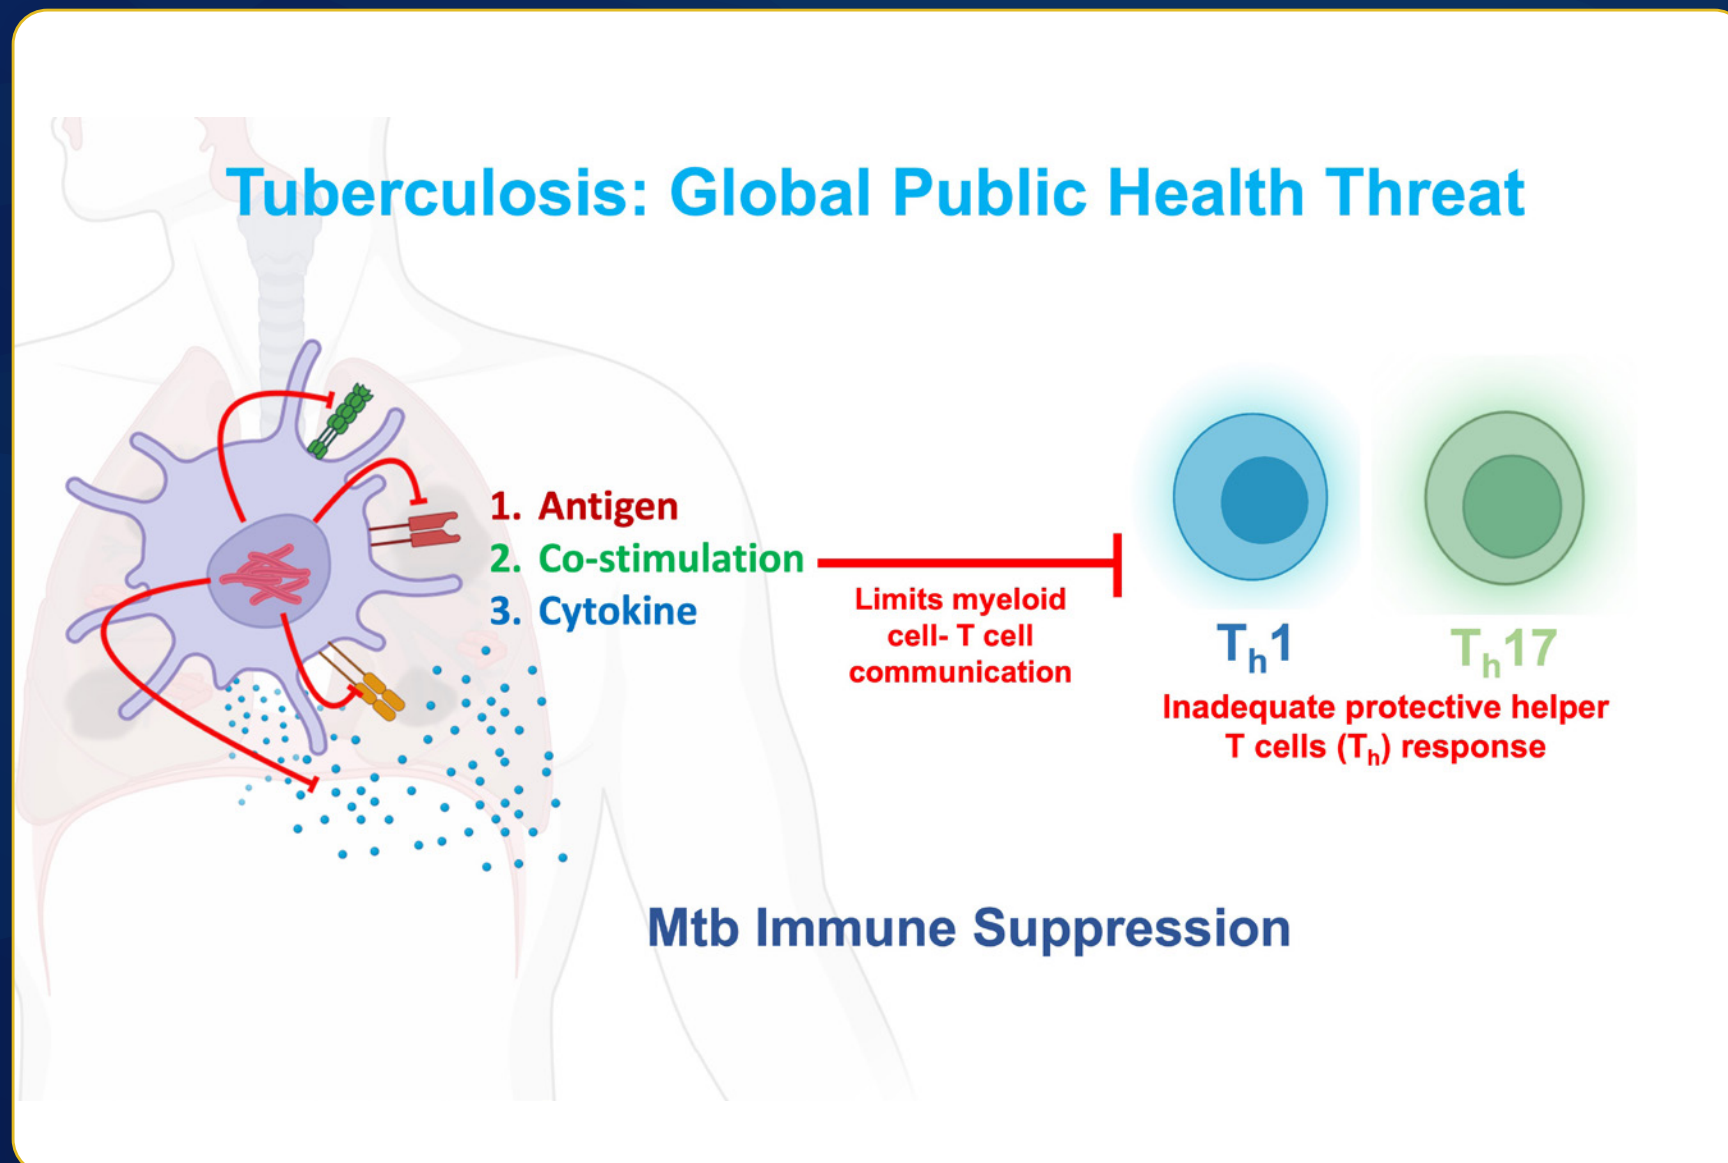 Tuberculosis: Global Public Health Threat
1. Antigen
2. Co-stimulation
3. Cytokine
Limits myeloid
cell- T cell
communication
Th1
Th17
Inadequate protective helper
T cells (Th) response
Mtb Immune Suppression